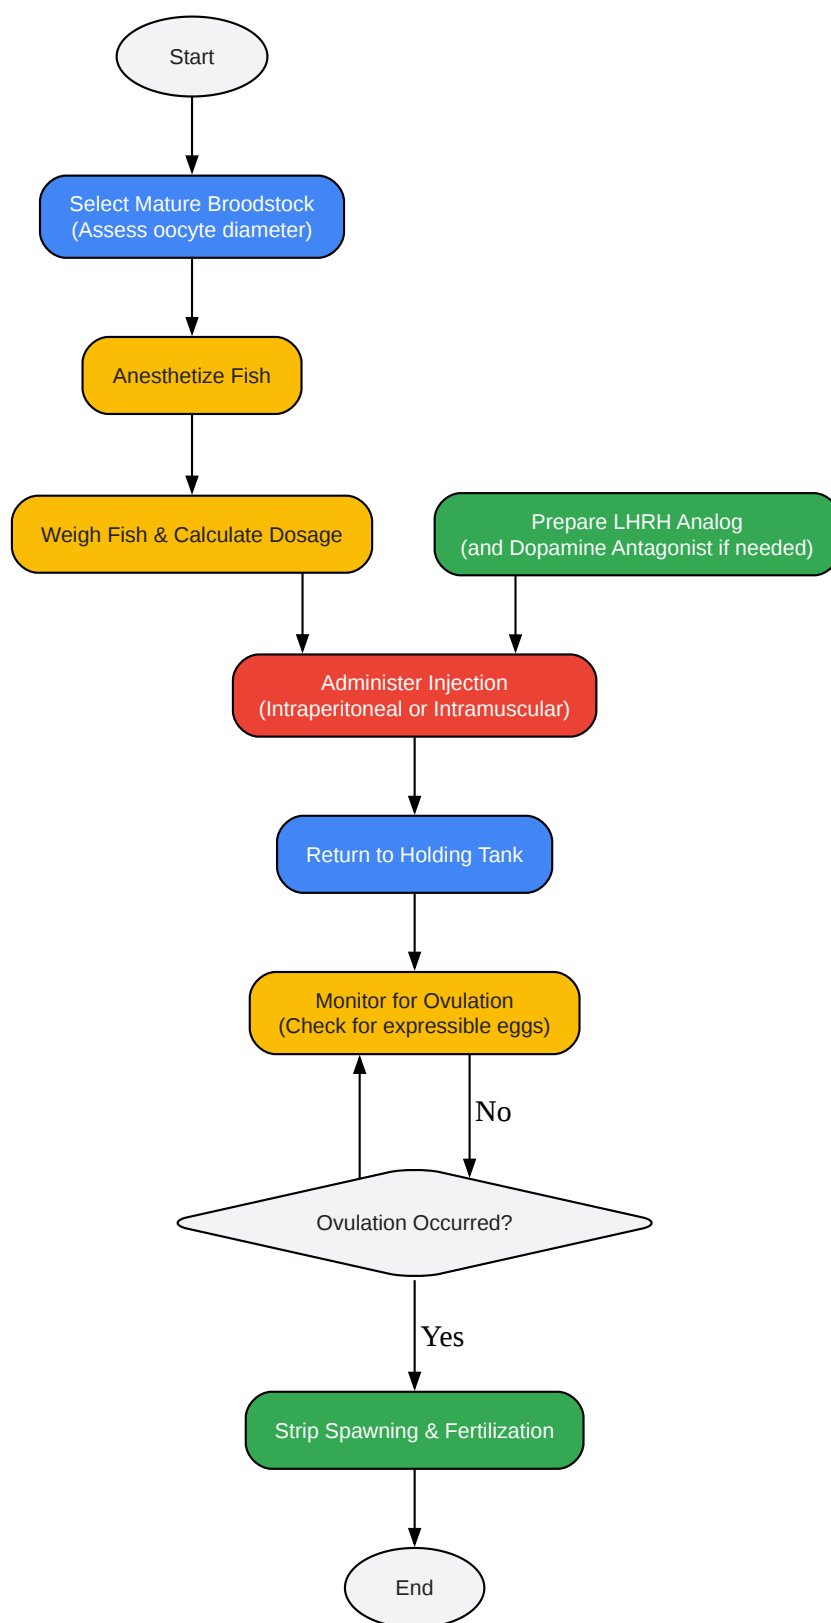 Start
Select Mature Broodstock
(Assess oocyte diameter)
Anesthetize Fish
Weigh Fish & Calculate Dosage
Prepare LHRH Analog
(and Dopamine Antagonist if needed)
Administer Injection
(Intraperitoneal or Intramuscular)
Return to Holding Tank
Monitor for Ovulation
(Check for expressible eggs)
No
Ovulation Occurred?
Yes
Strip Spawning & Fertilization
End